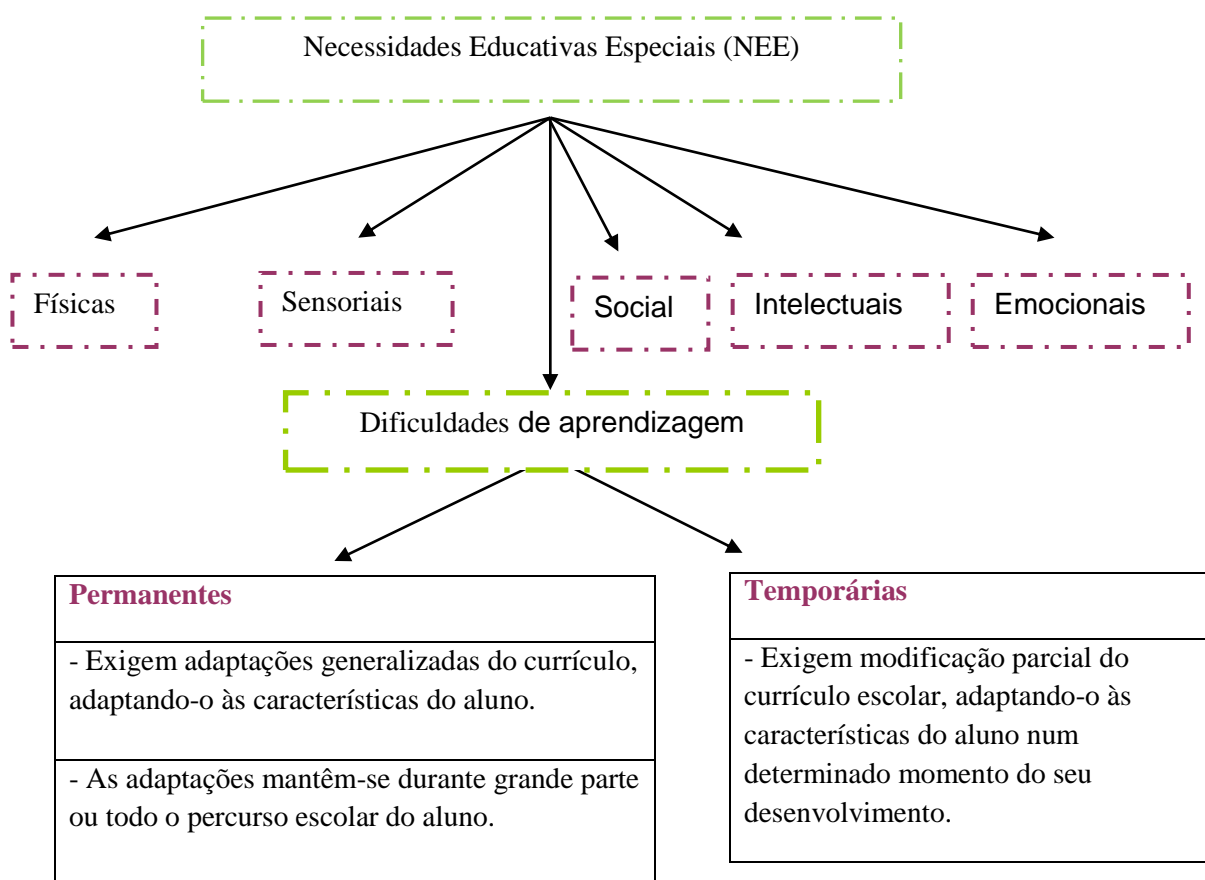 Necessidades Educativas Especiais (NEE)
Físicas
Sensoriais
Social
Intelectuais
Emocionais
Dificuldades de aprendizagem
Permanentes
- Exigem adaptações generalizadas do currículo,
adaptando-o às características do aluno.
- As adaptações mantêm-se durante grande parte
ou todo o percurso escolar do aluno.
Temporárias
- Exigem modificação parcial do
currículo escolar, adaptando-o às
características do aluno num
determinado momento do seu
desenvolvimento.